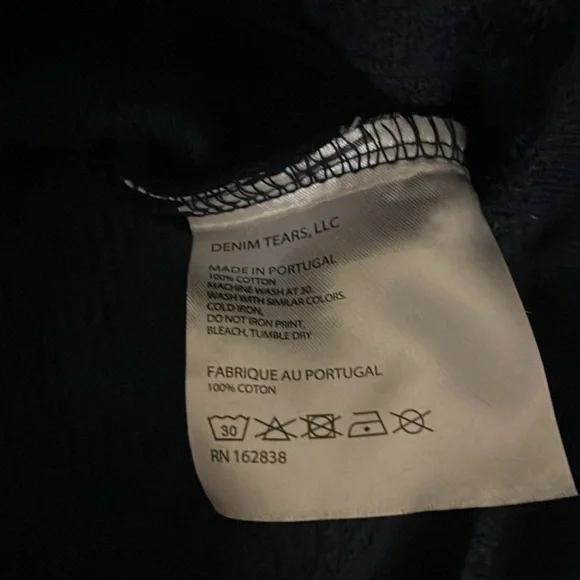 DENIM TEARS, LLC
MADE IN PORTUGAL
100% COTTON
MACHINE WASH AT 30.
WASH WITH SIMILAR COLORS.
COLD IRON,
DO NOT IRON PRINT,
BLEACH, TUMBLE DRY
FABRIQUE AU PORTUGAL
100% COTON
30
RN 162838